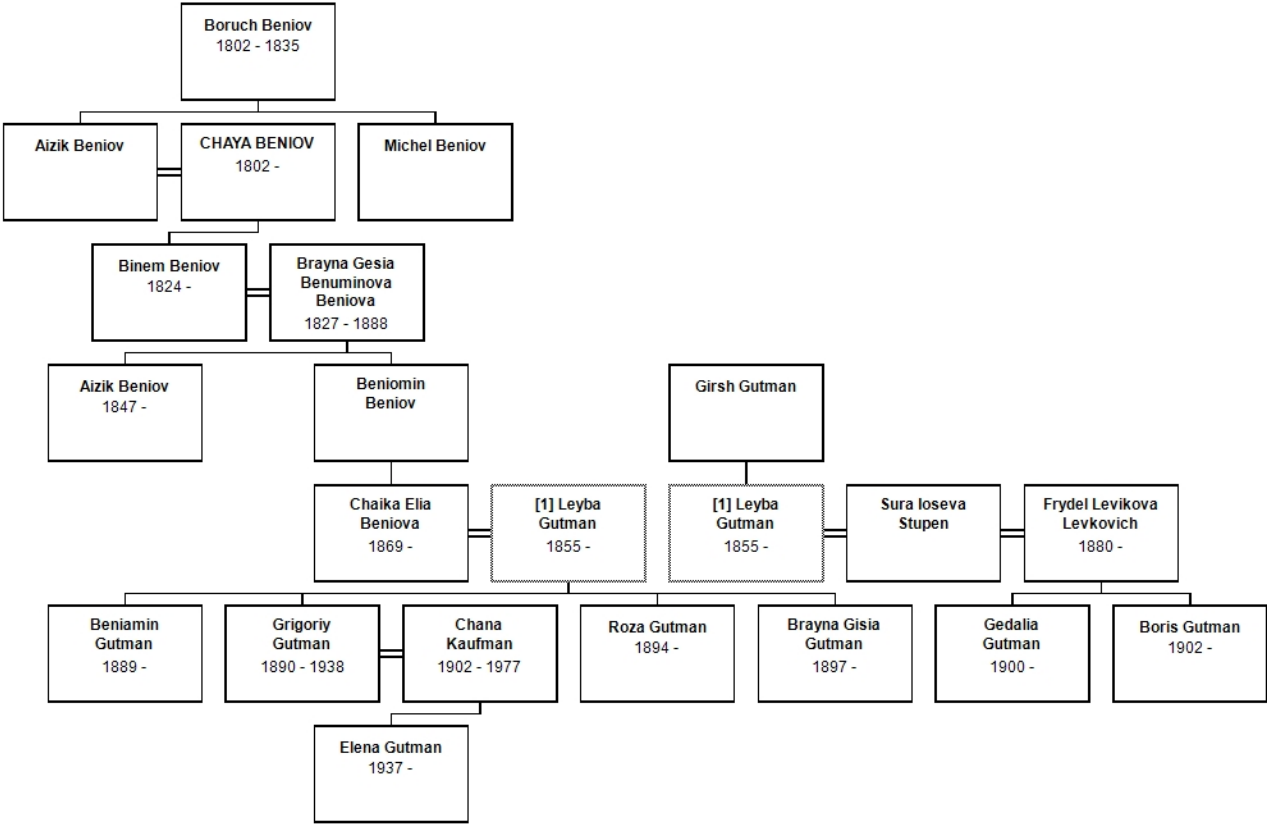 Boruch Beniov
1802 - 1835
Aizik Beniov
CHAYA BENIOV
1802 -
Michel Beniov
Binem Beniov
1824 -
Brayna Gesia
Benuminova
Beniova
1827 - 1888
Aizik Beniov
1847 -
Beniomin
Beniov
Girsh Gutman
Chaika Elia
Beniova
1869 -
[1] Leyba
Gutman
1855 -
[1] Leyba
Gutman
1855 -
Sura Ioseva
Stupen
Frydel Levikova
Levkovich
1880 -
Beniamin
Gutman
1889 -
Grigoriy
Gutman
1890 - 1938
Chana
Kaufman
1902 - 1977
Roza Gutman
1894 -
Brayna Gisia
Gutman
1897 -
Gedalia
Gutman
1900 -
Boris Gutman
1902 -
Elena Gutman
1937 -